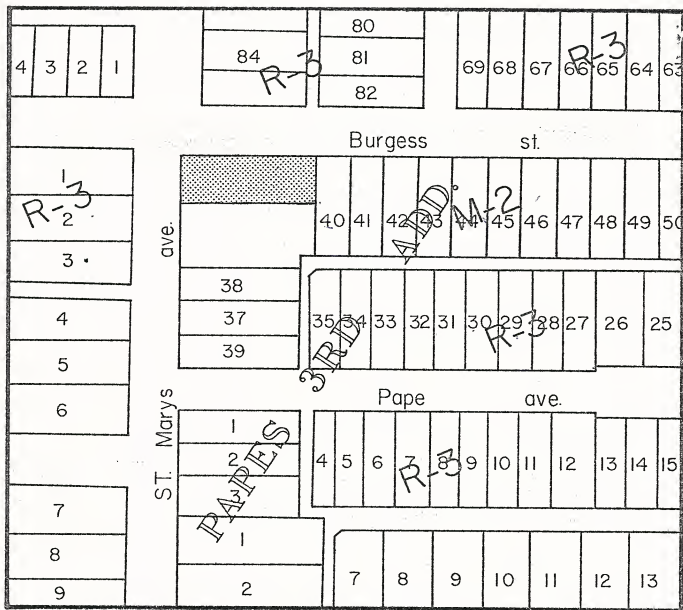 4 3 2 1
84
R-3
80
81
82
69 68 67 66 65 64 63
R-3
Burgess st.
1
R-3
2
3
40 41 42 43 44 45 46 47 48 49 50
M-2
ave.
38
37
39
4
5
6
35 34 33 32 31 30 29 28 27 26 25
R-3
Pape ave.
ST. Marys
1
2
3
1
2
4 5 6 7 8 9 10 11 12 13 14 15
R-3
PAPES 3RD ADD.
7
8
9
7 8 9 10 11 12 13